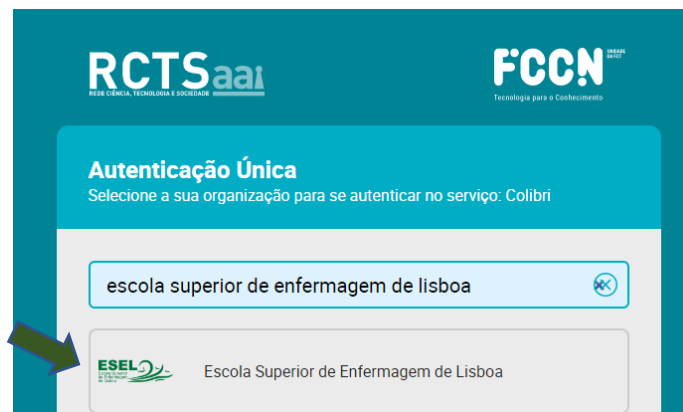 RCTSaai
REDE CIÊNCIA, TECNOLOGIA E SOCIEDADE
FCCN UNIDADE DA FCT
Tecnologia para o Conhecimento
Autenticação Única
Selecione a sua organização para se autenticar no serviço: Colibri
escola superior de enfermagem de lisboa
ESEL
Escola Superior de Enfermagem de Lisboa